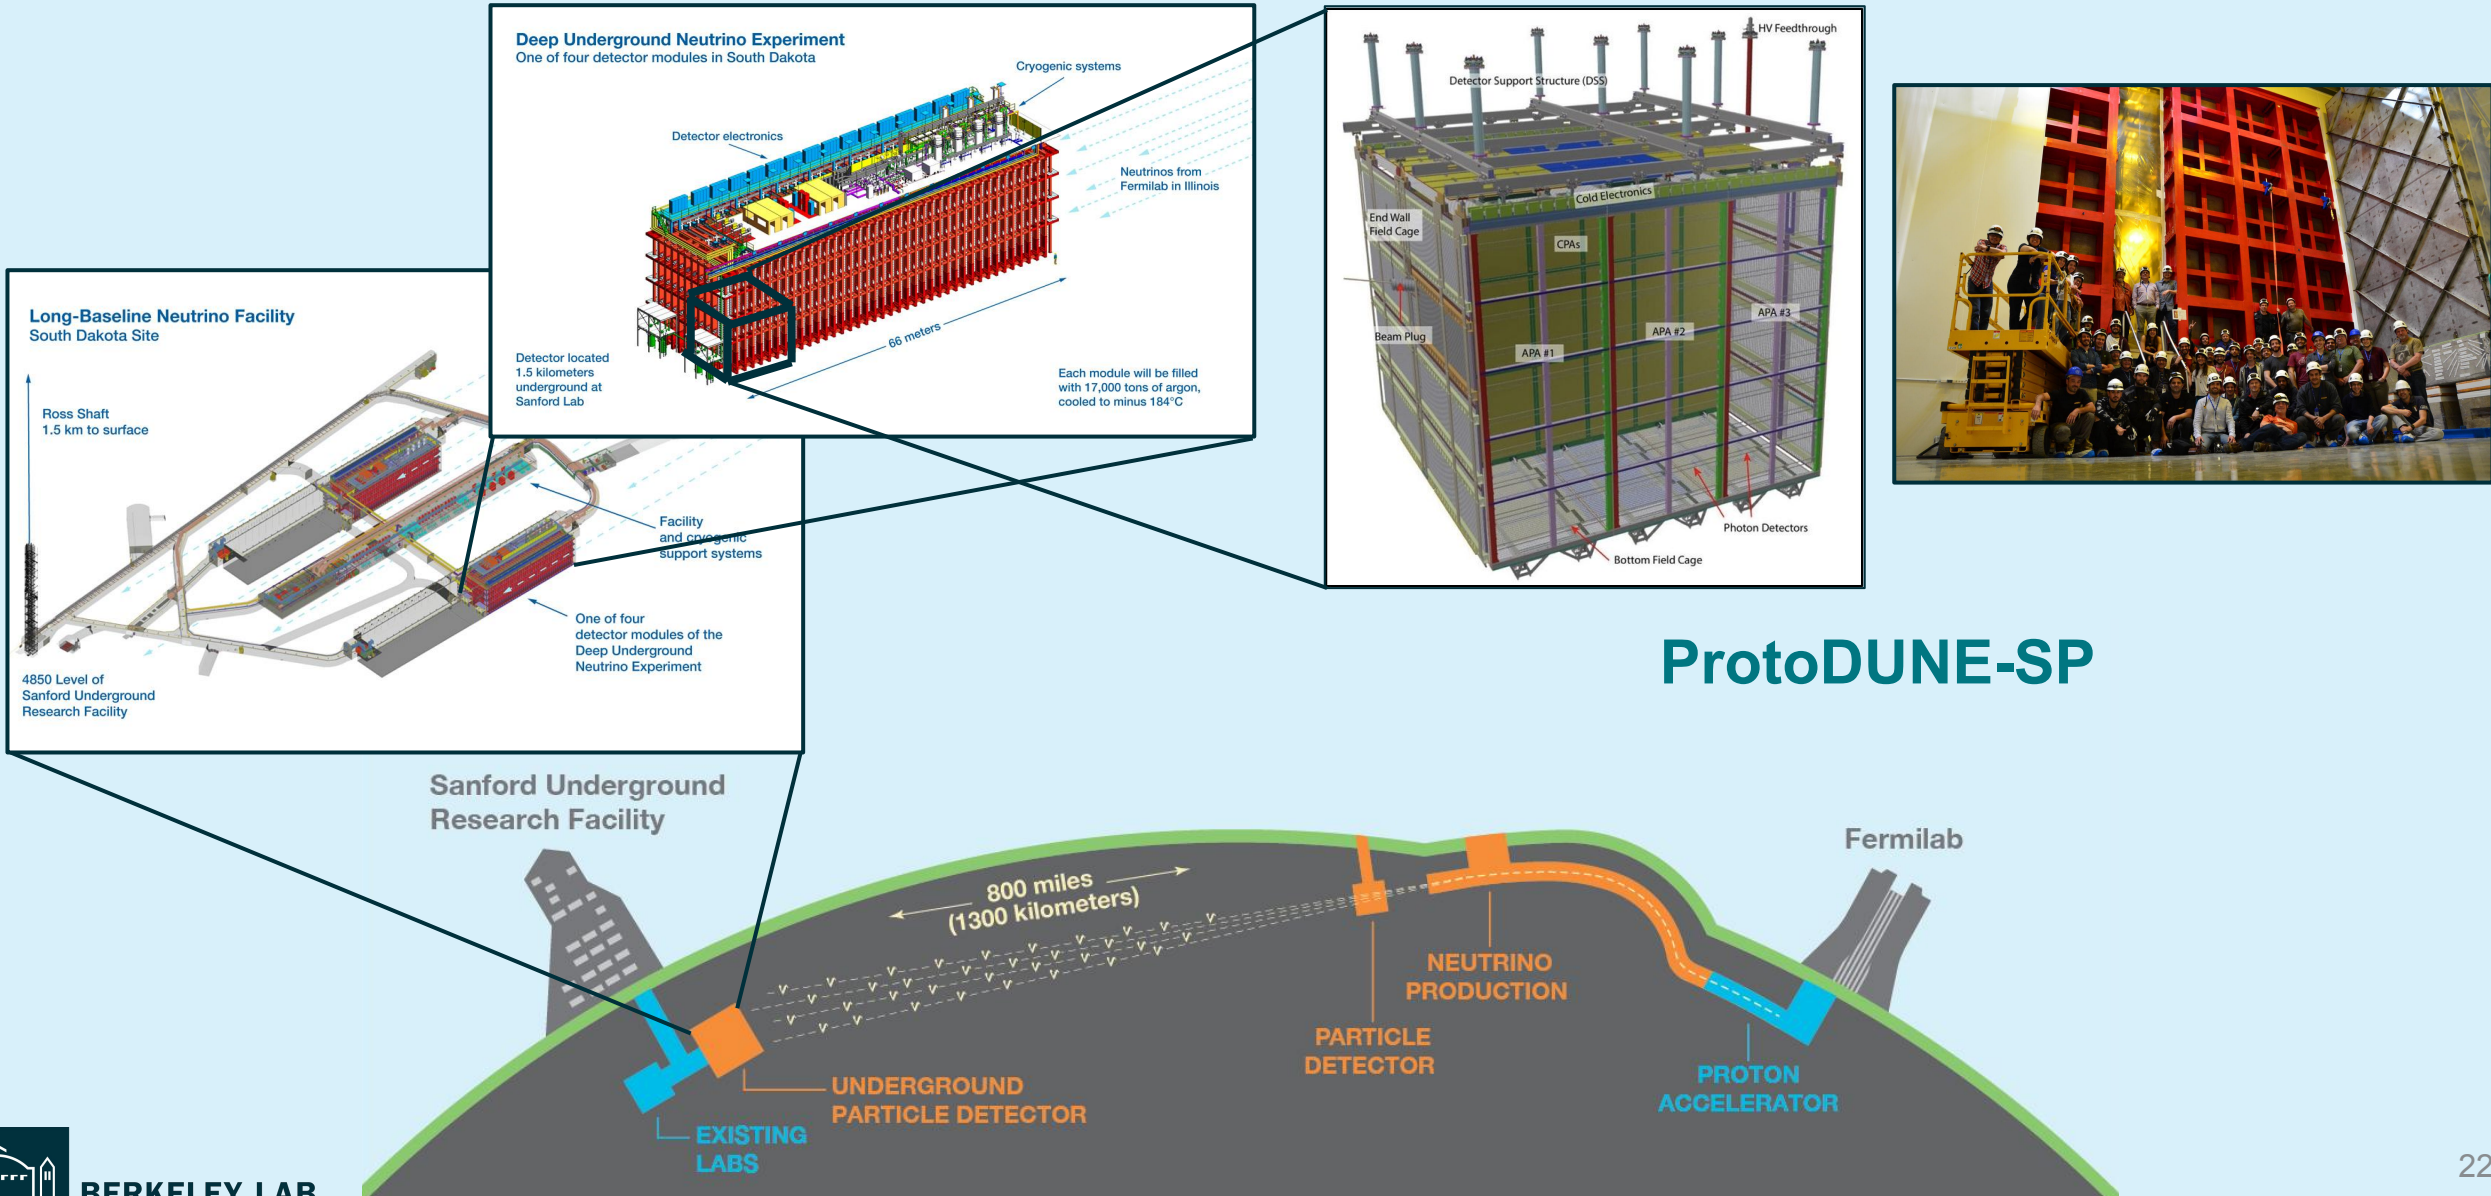 Deep Underground Neutrino Experiment
One of four detector modules in South Dakota
Cryogenic systems
Detector electronics
Neutrinos from
Fermilab in Illinois
66 meters
Detector located
1.5 kilometers
underground at
Sanford Lab
Each module will be filled
with 17,000 tons of argon,
cooled to minus 184°C
HV Feedthrough
Detector Support Structure (DSS)
Cold Electronics
End Wall
Field Cage
CPAs
Beam Plug
APA #1
APA #2
APA #3
Photon Detectors
Bottom Field Cage
Long-Baseline Neutrino Facility
South Dakota Site
Ross Shaft
1.5 km to surface
Facility
and cryogenic
support systems
One of four
detector modules of the
Deep Underground
Neutrino Experiment
4850 Level of
Sanford Underground
Research Facility
ProtoDUNE-SP
Sanford Underground
Research Facility
Fermilab
800 miles
(1300 kilometers)
NEUTRINO
PRODUCTION
PARTICLE
DETECTOR
PROTON
ACCELERATOR
UNDERGROUND
PARTICLE DETECTOR
EXISTING
LABS
BERKELEY LAB
22